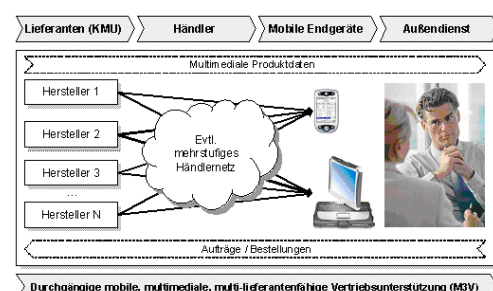 Lieferanten (KMU)
Händler
Mobile Endgeräte
Außendienst
Multimediale Produktdaten
Hersteller 1
Hersteller 2
Hersteller 3
...
Hersteller N
Evtl.
mehrstufiges
Händlernetz
Aufträge / Bestellungen
Durchgängige mobile, multimediale, multi-lieferantenfähige Vertriebsunterstützung (M3V)